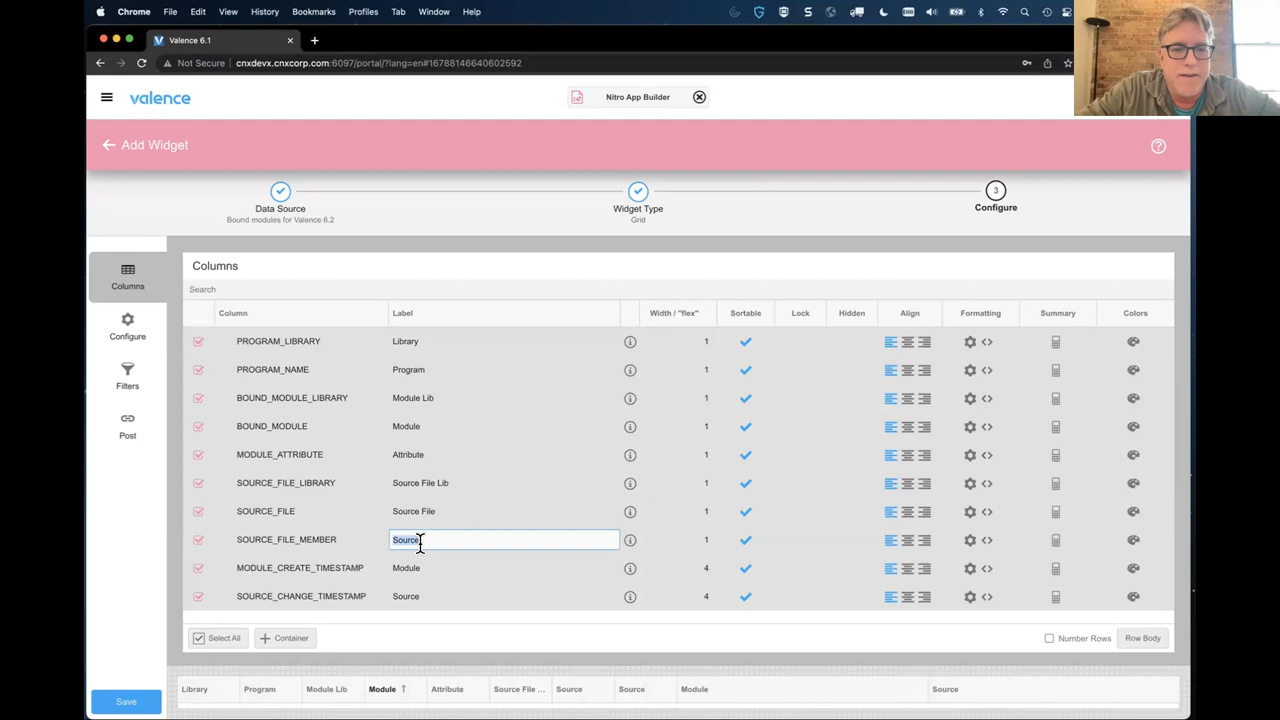 Chrome File Edit View History Bookmarks Profiles Tab Window Help
Valence 6.1
Not Secure cnxdevx.cnxcorp.com:6097/portal/?lang=en#16788146640602592
valence
Nitro App Builder
Add Widget
Data Source
Bound modules for Valence 6.2
Widget Type
Grid
3
Configure
Columns
Configure
Filters
Post
Save
Columns
Search
Column Label Width / "flex" Sortable Lock Hidden Align Formatting Summary Colors
PROGRAM_LIBRARY Library 1
PROGRAM_NAME Program 1
BOUND_MODULE_LIBRARY Module Lib 1
BOUND_MODULE Module 1
MODULE_ATTRIBUTE Attribute 1
SOURCE_FILE_LIBRARY Source File Lib 1
SOURCE_FILE Source File 1
SOURCE_FILE_MEMBER Source 1
MODULE_CREATE_TIMESTAMP Module 4
SOURCE_CHANGE_TIMESTAMP Source 4
Select All Container Number Rows Row Body
Library Program Module Lib Module Attribute Source File ... Source Source Module Source